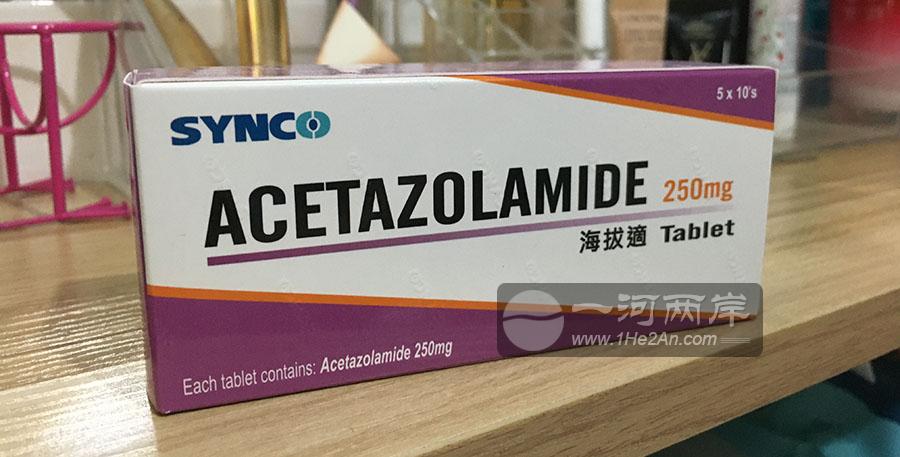 5 x 10's
SYNCO
ACETAZOLAMIDE 250mg
海拔適 Tablet
一河两岸
www.1He2An.com
Each tablet contains: Acetazolamide 250mg